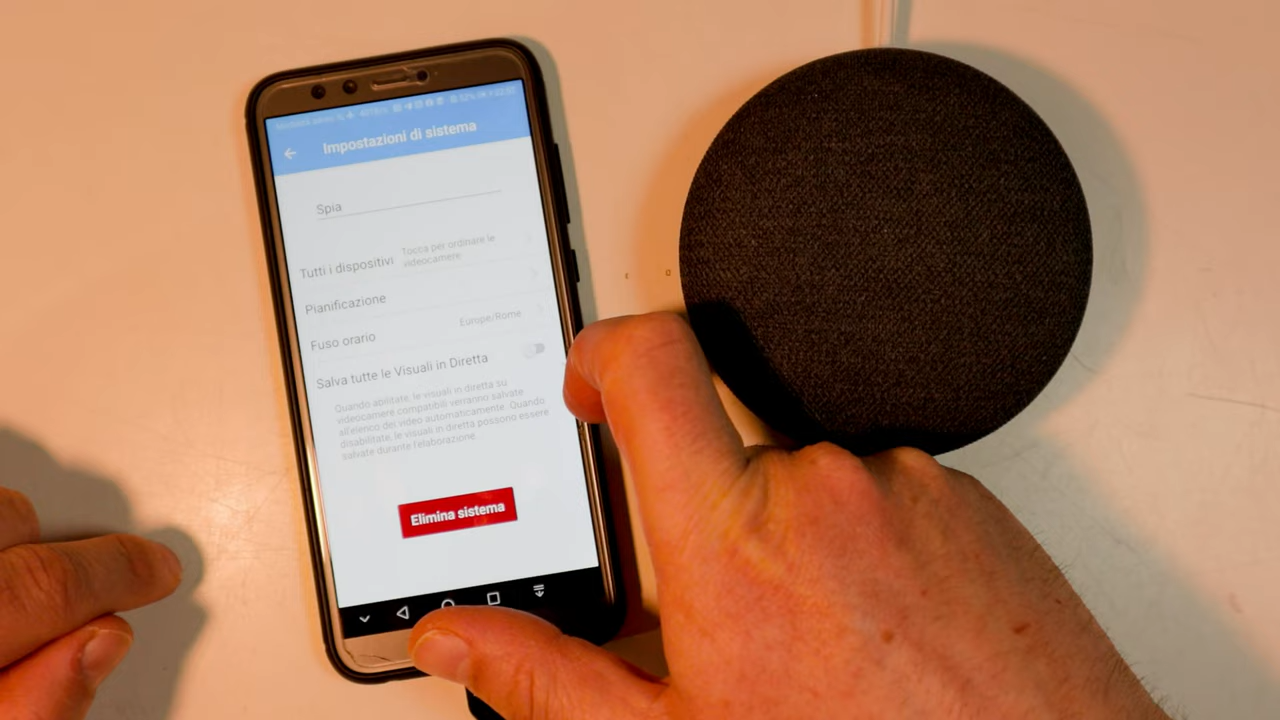 Impostazioni di sistema
Spia
Tutti i dispositivi
Tocca per ordinare le
videocamere
Pianificazione
Fuso orario
Europe/Rome
Salva tutte le Visuali in Diretta
Quando abilitate, le visuali in diretta su
videocamere compatibili verranno salvate
all'elenco dei video automaticamente. Quando
disabilitate, le visuali in diretta possono essere
salvate durante l'elaborazione.
Elimina sistema